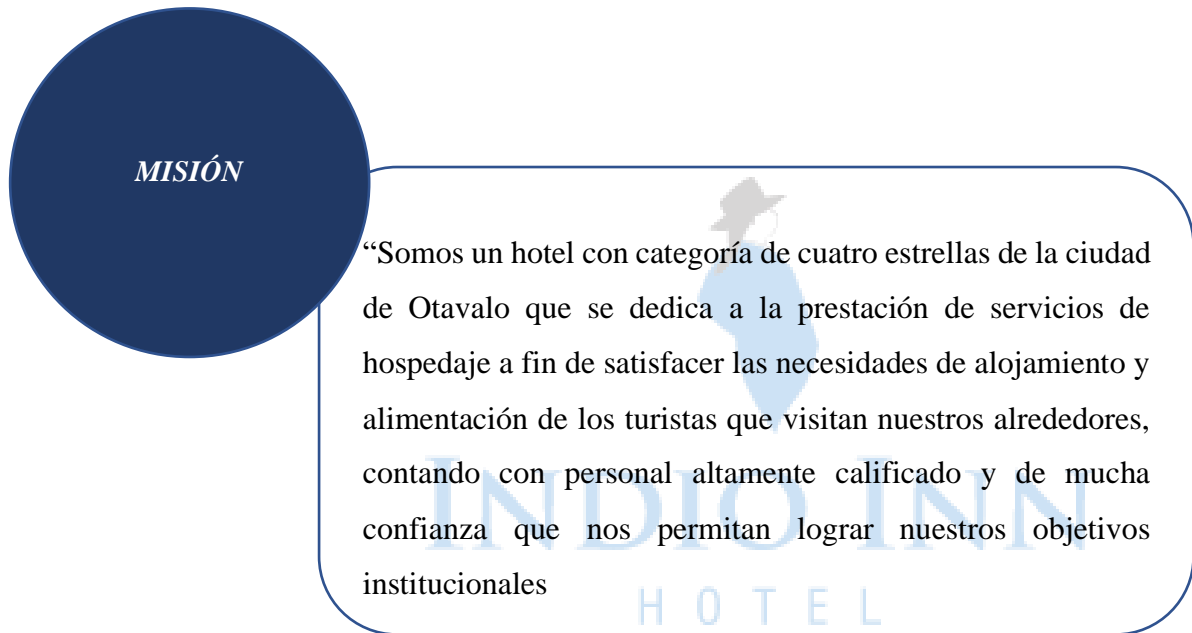 MISIÓN
“Somos un hotel con categoría de cuatro estrellas de la ciudad
de Otavalo que se dedica a la prestación de servicios de
hospedaje a fin de satisfacer las necesidades de alojamiento y
alimentación de los turistas que visitan nuestros alrededores,
contando con personal altamente calificado y de mucha
confianza que nos permitan lograr nuestros objetivos
institucionales
INDIO INN
HOTEL